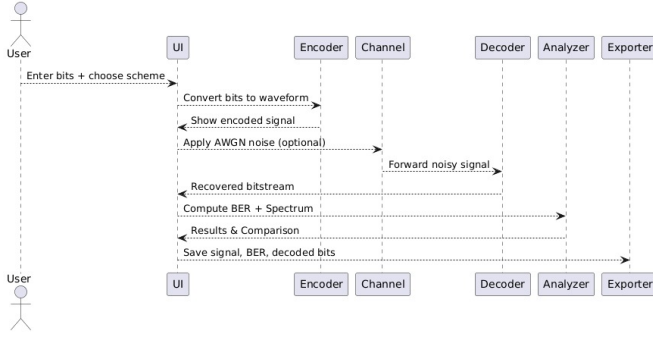 User
UI
Encoder
Channel
Decoder
Analyzer
Exporter
Enter bits + choose scheme
Convert bits to waveform
Show encoded signal
Apply AWGN noise (optional)
Forward noisy signal
Recovered bitstream
Compute BER + Spectrum
Results & Comparison
Save signal, BER, decoded bits
User
UI
Encoder
Channel
Decoder
Analyzer
Exporter